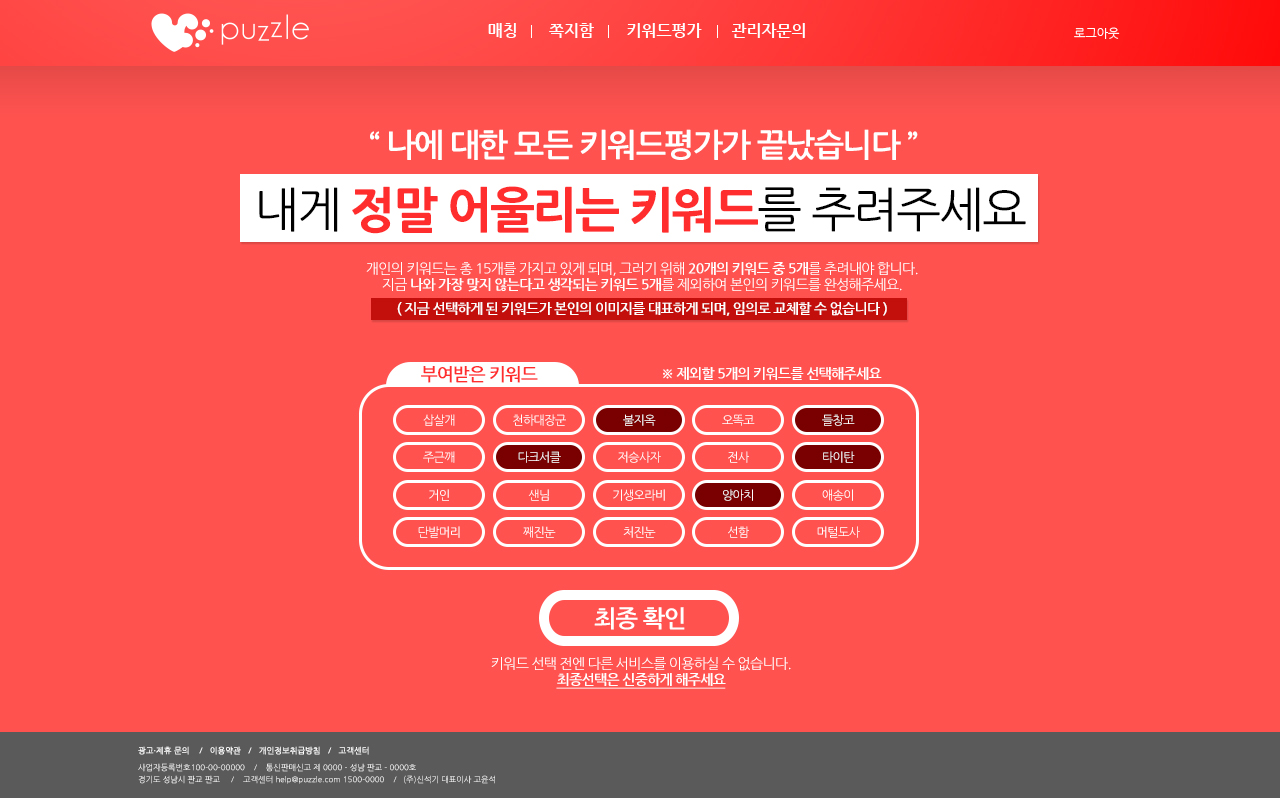 puzzle
매칭 | 쪽지함 | 키워드평가 | 관리자문의
로그아웃
“ 나에 대한 모든 키워드평가가 끝났습니다 ”
내게 정말 어울리는 키워드를 추려주세요
개인의 키워드는 총 15개를 가지고 있게 되며, 그러기 위해 20개의 키워드 중 5개를 추려내야 합니다.
지금 나와 가장 맞지 않는다고 생각되는 키워드 5개를 제외하여 본인의 키워드를 완성해주세요.
( 지금 선택하게 된 키워드가 본인의 이미지를 대표하게 되며, 임의로 교체할 수 없습니다 )
부여받은 키워드
※ 제외할 5개의 키워드를 선택해주세요
삽살개 천하대장군 불지옥 오똑코 들창코
주근깨 다크서클 저승사자 전사 타이탄
거인 샌님 기생오라비 양아치 애송이
단발머리 째진눈 처진눈 선함 머털도사
최종 확인
키워드 선택 전엔 다른 서비스를 이용하실 수 없습니다.
최종선택은 신중하게 해주세요
광고·제휴 문의 / 이용약관 / 개인정보취급방침 / 고객센터
사업자등록번호100-00-00000 / 통신판매신고 제 0000 - 성남 판교 - 0000호
경기도 성남시 판교 판교 / 고객센터 help@puzzle.com 1500-0000 / (주)신석기 대표이사 고윤석